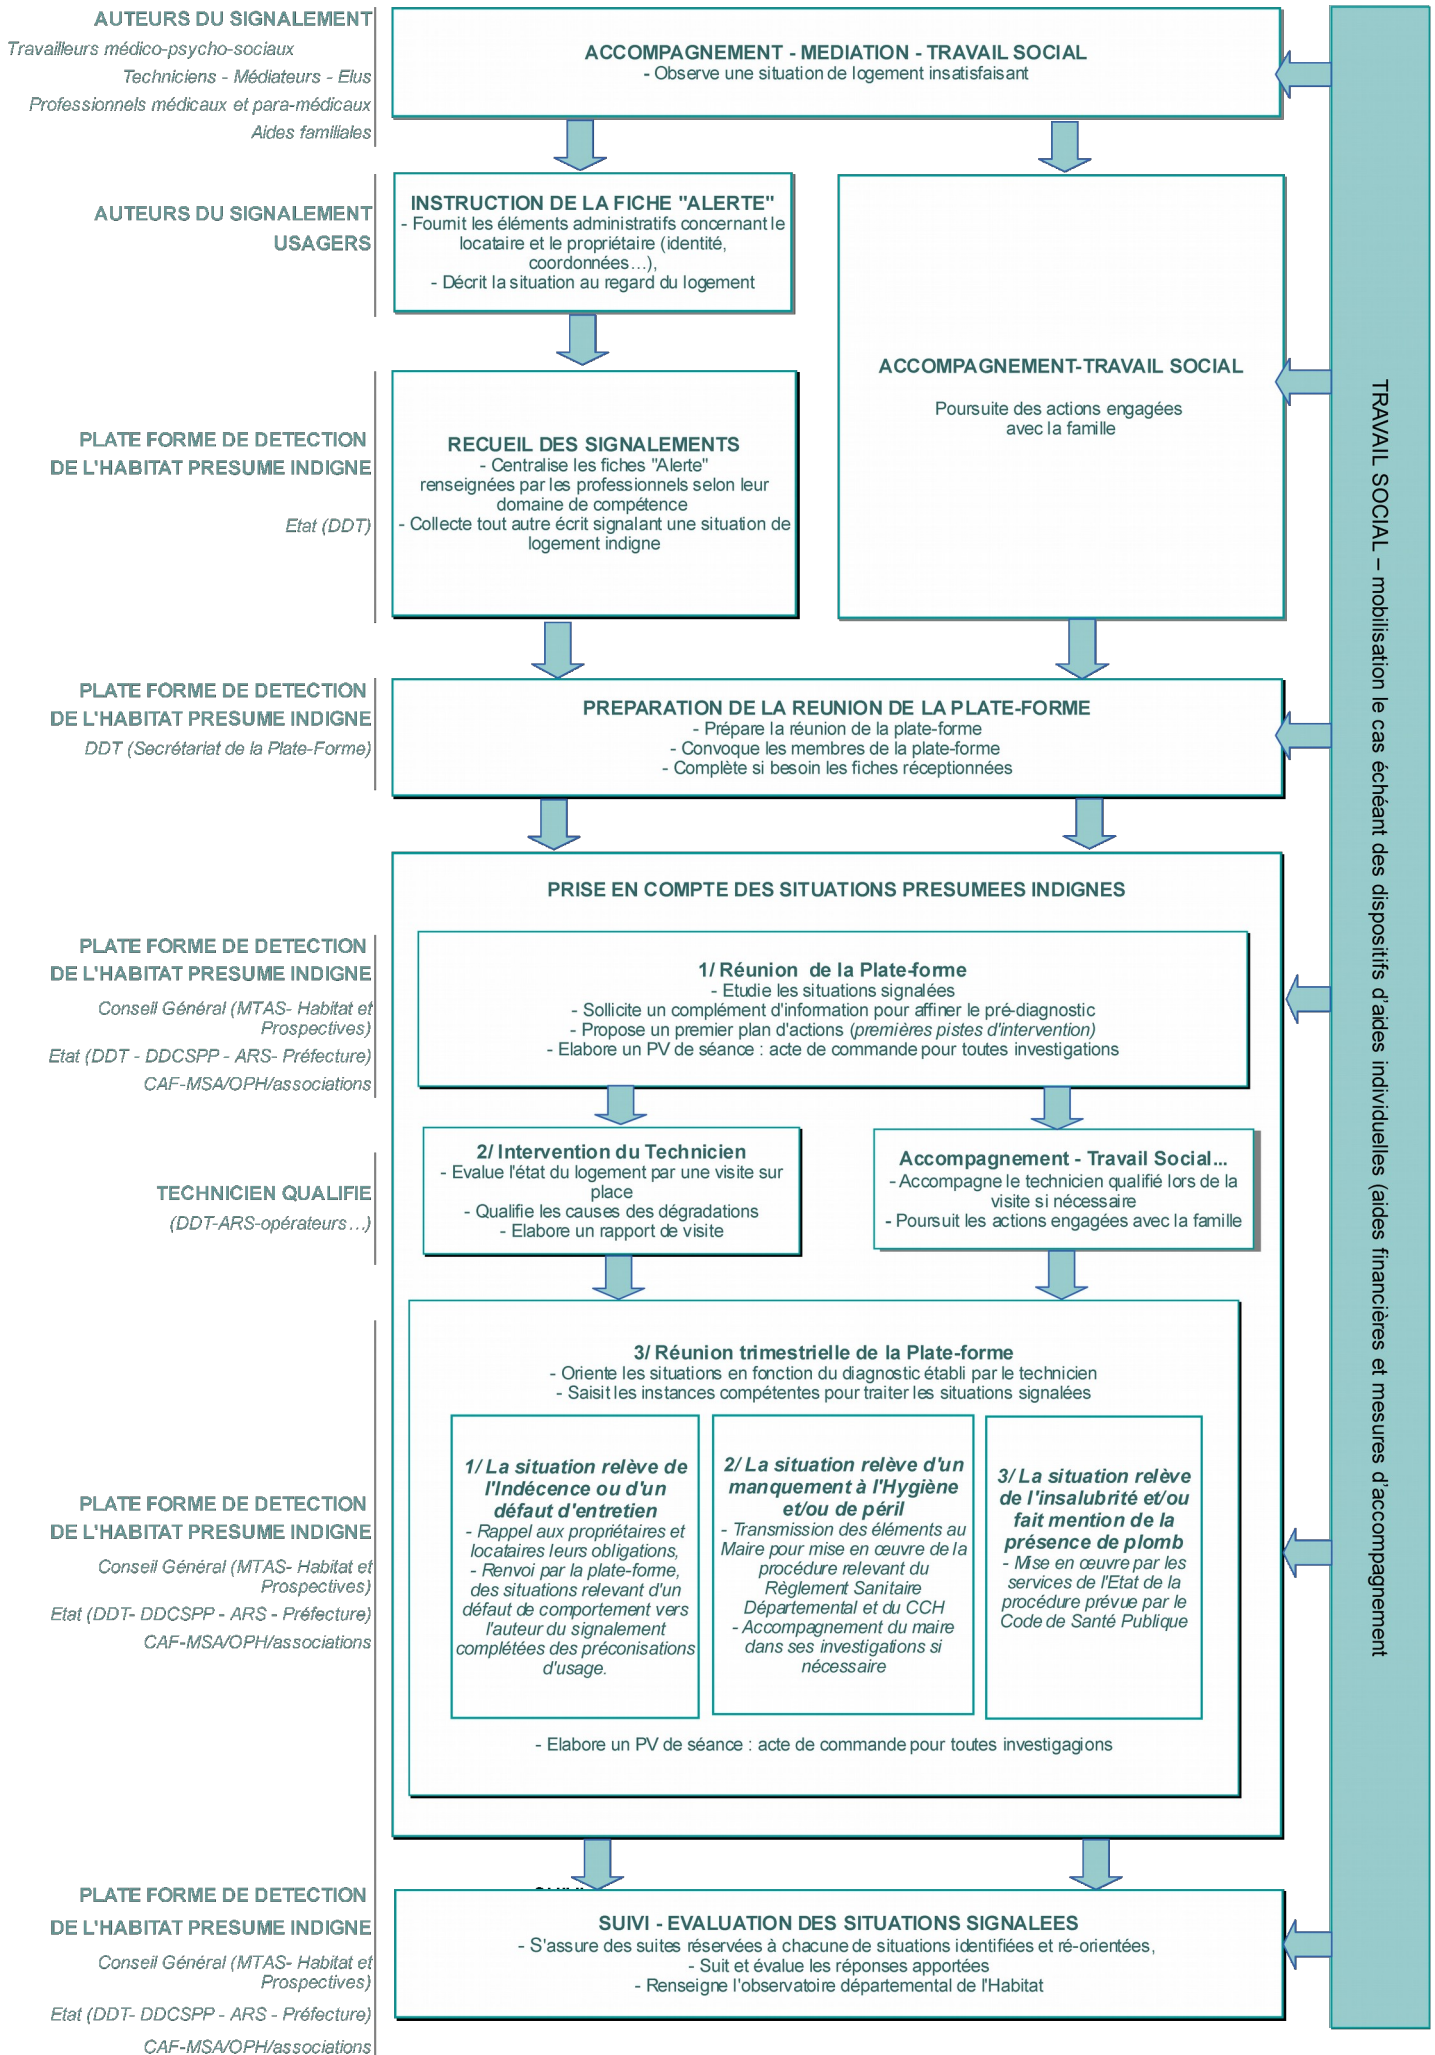 AUTEURS DU SIGNALEMENT
Travailleurs médico-psycho-sociaux
Techniciens - Médiateurs - Elus
Professionnels médicaux et para-médicaux
Aides familiales
ACCOMPAGNEMENT - MEDIATION - TRAVAIL SOCIAL
- Observe une situation de logement insatisfaisant
AUTEURS DU SIGNALEMENT
USAGERS
INSTRUCTION DE LA FICHE "ALERTE"
- Fournit les éléments administratifs concernant le
locataire et le propriétaire (identité,
coordonnées…),
- Décrit la situation au regard du logement
ACCOMPAGNEMENT-TRAVAIL SOCIAL
Poursuite des actions engagées
avec la famille
PLATE FORME DE DETECTION
DE L'HABITAT PRESUME INDIGNE
Etat (DDT)
RECUEIL DES SIGNALEMENTS
- Centralise les fiches "Alerte"
renseignées par les professionnels selon leur
domaine de compétence
- Collecte tout autre écrit signalant une situation de
logement indigne
PLATE FORME DE DETECTION
DE L'HABITAT PRESUME INDIGNE
DDT (Secrétariat de la Plate-Forme)
PREPARATION DE LA REUNION DE LA PLATE-FORME
- Prépare la réunion de la plate-forme
- Convoque les membres de la plate-forme
- Complète si besoin les fiches réceptionnées
PRISE EN COMPTE DES SITUATIONS PRESUMEES INDIGNES
PLATE FORME DE DETECTION
DE L'HABITAT PRESUME INDIGNE
Conseil Général (MTAS- Habitat et
Prospectives)
Etat (DDT - DDCSPP - ARS- Préfecture)
CAF-MSA/OPH/associations
1/ Réunion de la Plate-forme
- Etudie les situations signalées
- Sollicite un complément d'information pour affiner le pré-diagnostic
- Propose un premier plan d'actions (premières pistes d'intervention)
- Elabore un PV de séance : acte de commande pour toutes investigations
TECHNICIEN QUALIFIE
(DDT-ARS-opérateurs…)
2/ Intervention du Technicien
- Evalue l'état du logement par une visite sur
place
- Qualifie les causes des dégradations
- Elabore un rapport de visite
Accompagnement - Travail Social...
- Accompagne le technicien qualifié lors de la
visite si nécessaire
- Poursuit les actions engagées avec la famille
3/ Réunion trimestrielle de la Plate-forme
- Oriente les situations en fonction du diagnostic établi par le technicien
- Saisit les instances compétentes pour traiter les situations signalées
PLATE FORME DE DETECTION
DE L'HABITAT PRESUME INDIGNE
Conseil Général (MTAS- Habitat et
Prospectives)
Etat (DDT- DDCSPP - ARS - Préfecture)
CAF-MSA/OPH/associations
1/ La situation relève de
l'Indécence ou d'un
défaut d'entretien
- Rappel aux propriétaires et
locataires leurs obligations,
- Renvoi par la plate-forme,
des situations relevant d'un
défaut de comportement vers
l'auteur du signalement
complétées des préconisations
d'usage.
2/ La situation relève d'un
manquement à l'Hygiène
et/ou de péril
- Transmission des éléments au
Maire pour mise en œuvre de la
procédure relevant du
Règlement Sanitaire
Départemental et du CCH
- Accompagnement du maire
dans ses investigations si
nécessaire
3/ La situation relève
de l'insalubrité et/ou
fait mention de la
présence de plomb
- Mise en œuvre par les
services de l'Etat de la
procédure prévue par le
Code de Santé Publique
- Elabore un PV de séance : acte de commande pour toutes investigagions
PLATE FORME DE DETECTION
DE L'HABITAT PRESUME INDIGNE
Conseil Général (MTAS- Habitat et
Prospectives)
Etat (DDT- DDCSPP - ARS - Préfecture)
CAF-MSA/OPH/associations
SUIVI - EVALUATION DES SITUATIONS SIGNALEES
- S'assure des suites réservées à chacune de situations identifiées et ré-orientées,
- Suit et évalue les réponses apportées
- Renseigne l'observatoire départemental de l'Habitat
TRAVAIL SOCIAL – mobilisation le cas échéant des dispositifs d'aides individuelles (aides financières et mesures d'accompagnement